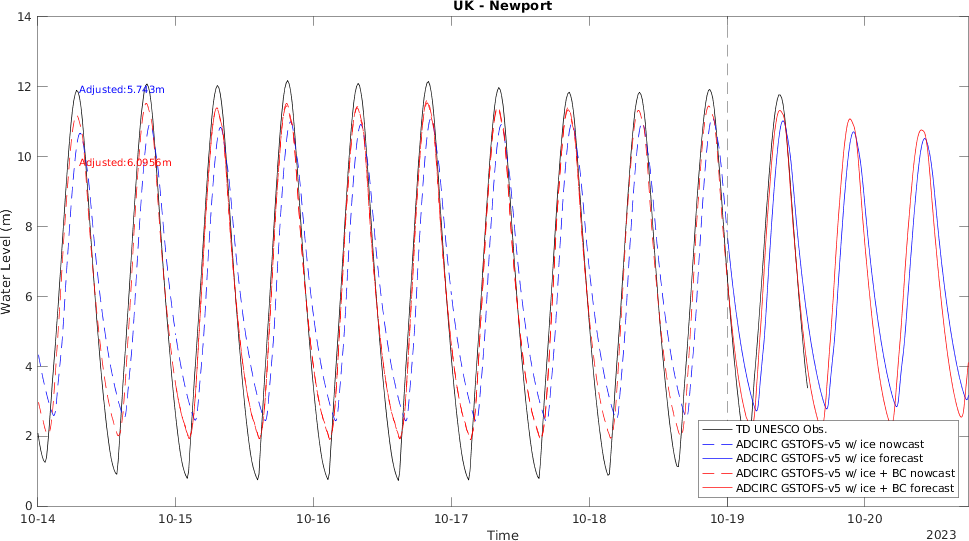 UK - Newport
14
12
10
8
6
4
2
0
Water Level (m)
Adjusted:5.743m
Adjusted:6.0956m
TD UNESCO Obs.
ADCIRC GSTOFS-v5 w/ ice nowcast
ADCIRC GSTOFS-v5 w/ ice forecast
ADCIRC GSTOFS-v5 w/ ice + BC nowcast
ADCIRC GSTOFS-v5 w/ ice + BC forecast
10-14 10-15 10-16 10-17 10-18 10-19 10-20
Time
2023